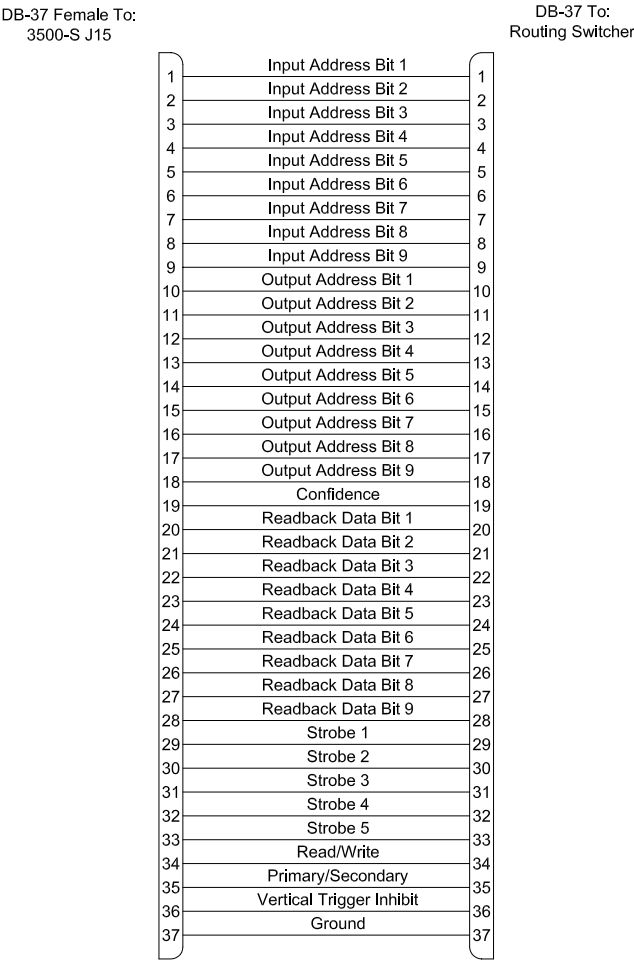 DB-37 Female To:
3500-S J15
DB-37 To:
Routing Switcher
1 Input Address Bit 1 1
2 Input Address Bit 2 2
3 Input Address Bit 3 3
4 Input Address Bit 4 4
5 Input Address Bit 5 5
6 Input Address Bit 6 6
7 Input Address Bit 7 7
8 Input Address Bit 8 8
9 Input Address Bit 9 9
10 Output Address Bit 1 10
11 Output Address Bit 2 11
12 Output Address Bit 3 12
13 Output Address Bit 4 13
14 Output Address Bit 5 14
15 Output Address Bit 6 15
16 Output Address Bit 7 16
17 Output Address Bit 8 17
18 Output Address Bit 9 18
19 Confidence 19
20 Readback Data Bit 1 20
21 Readback Data Bit 2 21
22 Readback Data Bit 3 22
23 Readback Data Bit 4 23
24 Readback Data Bit 5 24
25 Readback Data Bit 6 25
26 Readback Data Bit 7 26
27 Readback Data Bit 8 27
28 Readback Data Bit 9 28
29 Strobe 1 29
30 Strobe 2 30
31 Strobe 3 31
32 Strobe 4 32
33 Strobe 5 33
34 Read/Write 34
35 Primary/Secondary 35
36 Vertical Trigger Inhibit 36
37 Ground 37